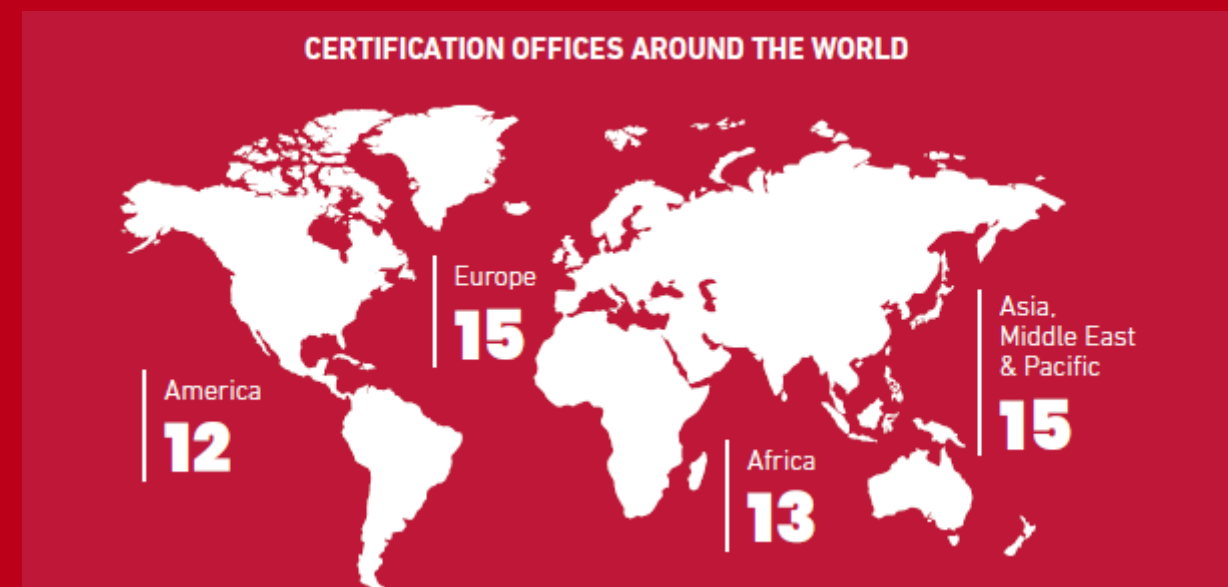 CERTIFICATION OFFICES AROUND THE WORLD
Europe
15
Asia,
Middle East
& Pacific
15
America
12
Africa
13